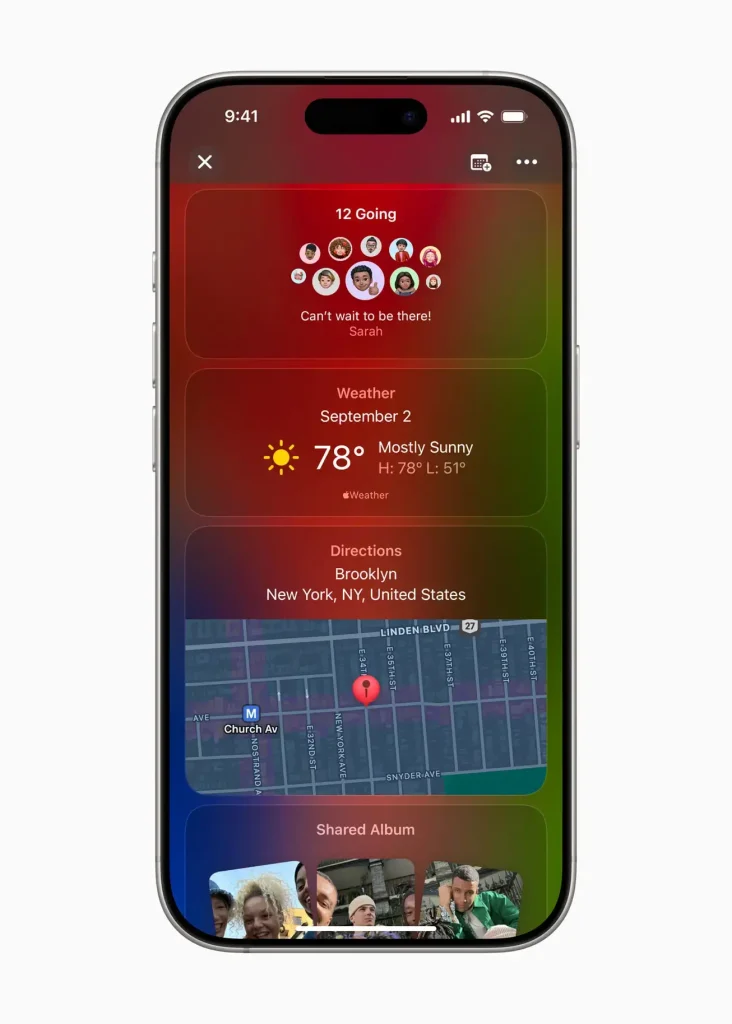 9:41
12 Going
Can't wait to be there!
Sarah
Weather
September 2
78°
Mostly Sunny
H: 78° L: 51°
Weather
Directions
Brooklyn
New York, NY, United States
LINDEN BLVD
27
E 34TH
E 35TH ST
E 37TH ST
E 39TH ST
E 40TH ST
AVE
M
Church Av
NOSTRAND A
E 32ND ST
NEW YORK AVE
SNYDER AVE
Shared Album